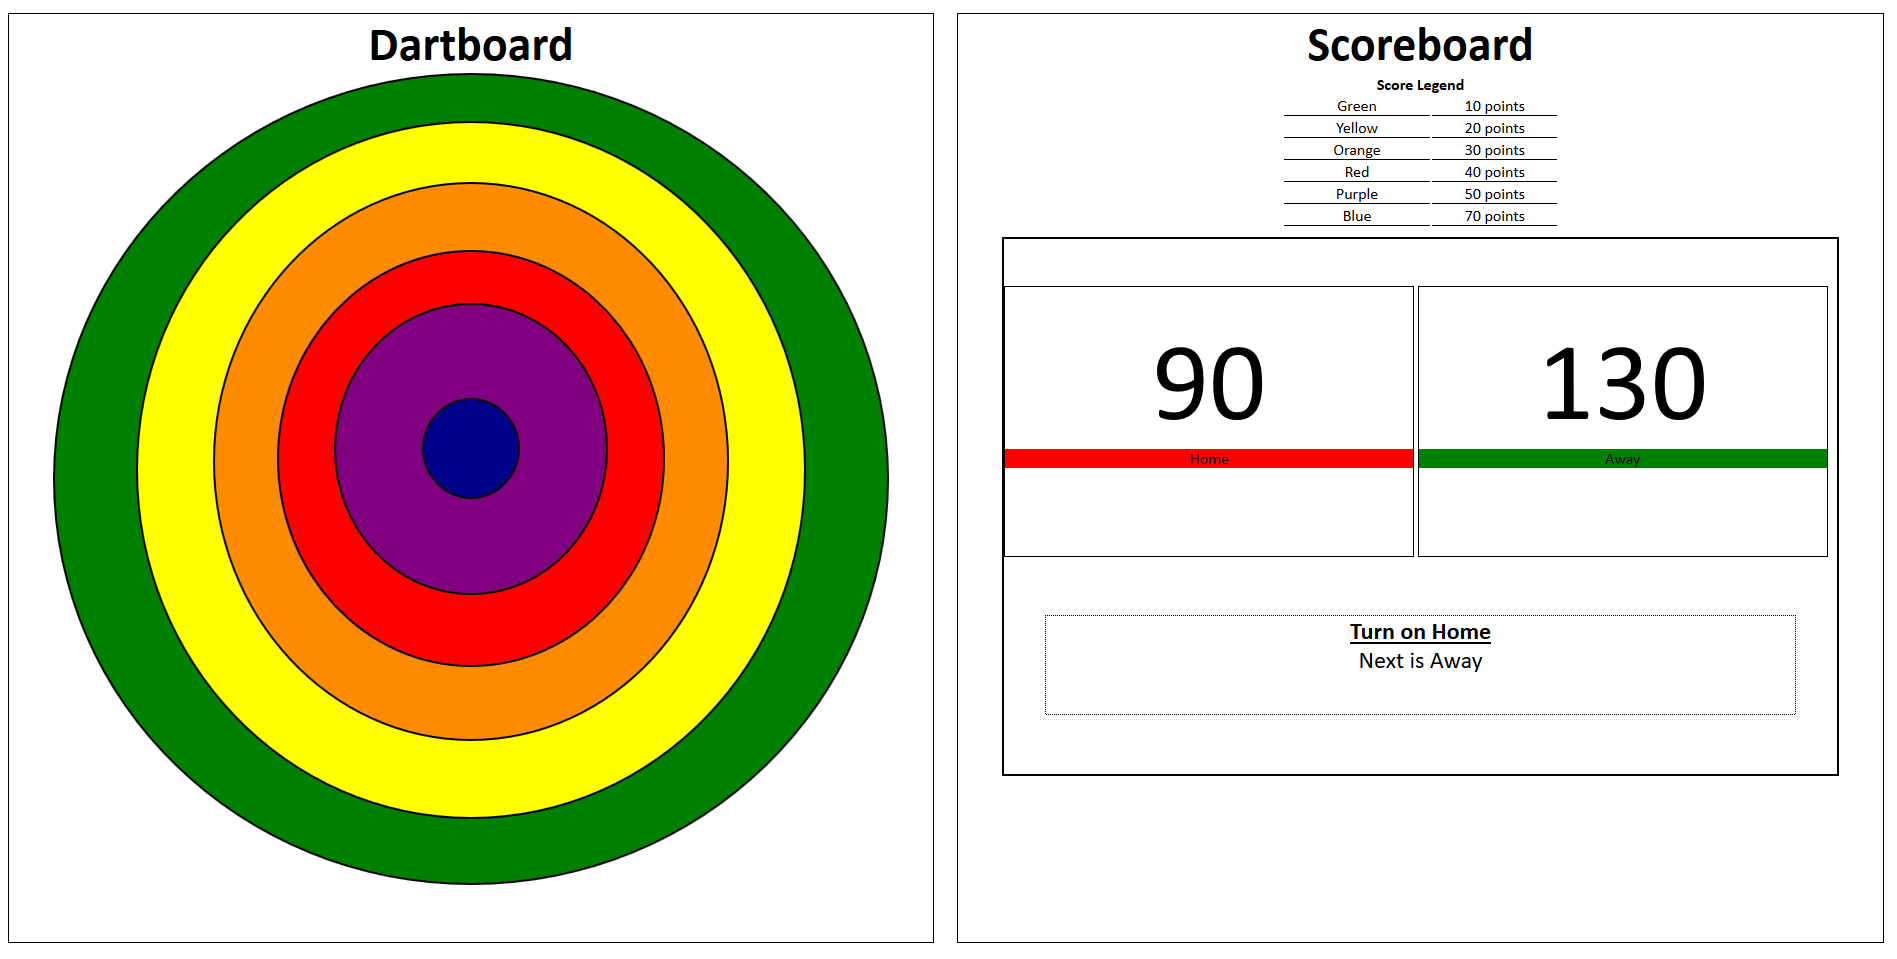 Dartboard
Scoreboard
Score Legend
Green 10 points
Yellow 20 points
Orange 30 points
Red 40 points
Purple 50 points
Blue 70 points
90 130
Home Away
Turn on Home
Next is Away